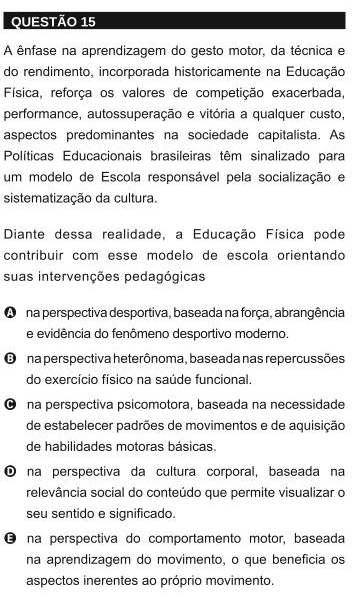 QUESTÃO 15
A ênfase na aprendizagem do gesto motor, da técnica e
do rendimento, incorporada historicamente na Educação
Física, reforça os valores de competição exacerbada,
performance, autossuperação e vitória a qualquer custo,
aspectos predominantes na sociedade capitalista. As
Políticas Educacionais brasileiras têm sinalizado para
um modelo de Escola responsável pela socialização e
sistematização da cultura.
Diante dessa realidade, a Educação Física pode
contribuir com esse modelo de escola orientando
suas intervenções pedagógicas
A na perspectiva desportiva, baseada na força, abrangência
e evidência do fenômeno desportivo moderno.
B na perspectiva heterônoma, baseada nas repercussões
do exercício físico na saúde funcional.
C na perspectiva psicomotora, baseada na necessidade
de estabelecer padrões de movimentos e de aquisição
de habilidades motoras básicas.
D na perspectiva da cultura corporal, baseada na
relevância social do conteúdo que permite visualizar o
seu sentido e significado.
E na perspectiva do comportamento motor, baseada
na aprendizagem do movimento, o que beneficia os
aspectos inerentes ao próprio movimento.